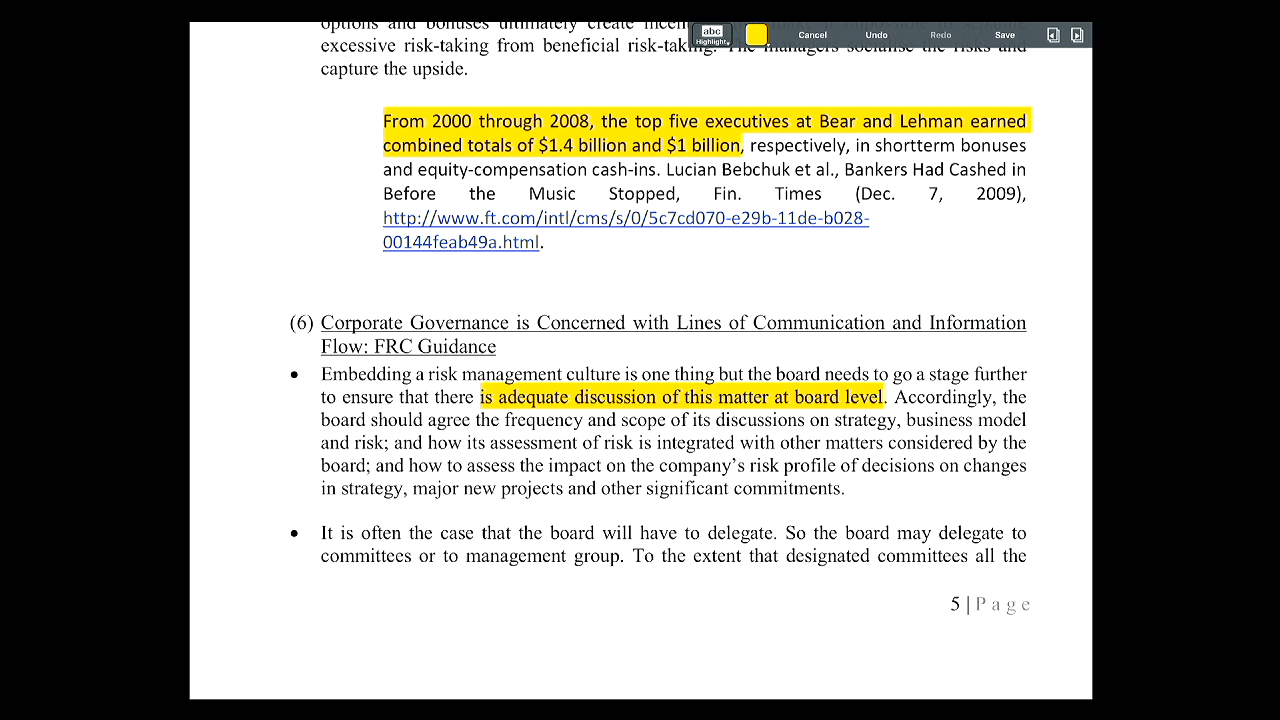 options and bonuses ultimately create
abc
Highlight
Cancel
Undo
Redo
Save
excessive risk-taking from beneficial risk-taking. The managers socialise the risks and
capture the upside.
From 2000 through 2008, the top five executives at Bear and Lehman earned
combined totals of $1.4 billion and $1 billion, respectively, in shortterm bonuses
and equity-compensation cash-ins. Lucian Bebchuk et al., Bankers Had Cashed in
Before the Music Stopped, Fin. Times (Dec. 7, 2009),
http://www.ft.com/intl/cms/s/0/5c7cd070-e29b-11de-b028-
00144feab49a.html.
(6) Corporate Governance is Concerned with Lines of Communication and Information
Flow: FRC Guidance
• Embedding a risk management culture is one thing but the board needs to go a stage further
to ensure that there is adequate discussion of this matter at board level. Accordingly, the
board should agree the frequency and scope of its discussions on strategy, business model
and risk; and how its assessment of risk is integrated with other matters considered by the
board; and how to assess the impact on the company's risk profile of decisions on changes
in strategy, major new projects and other significant commitments.
• It is often the case that the board will have to delegate. So the board may delegate to
committees or to management group. To the extent that designated committees all the
5 | Page